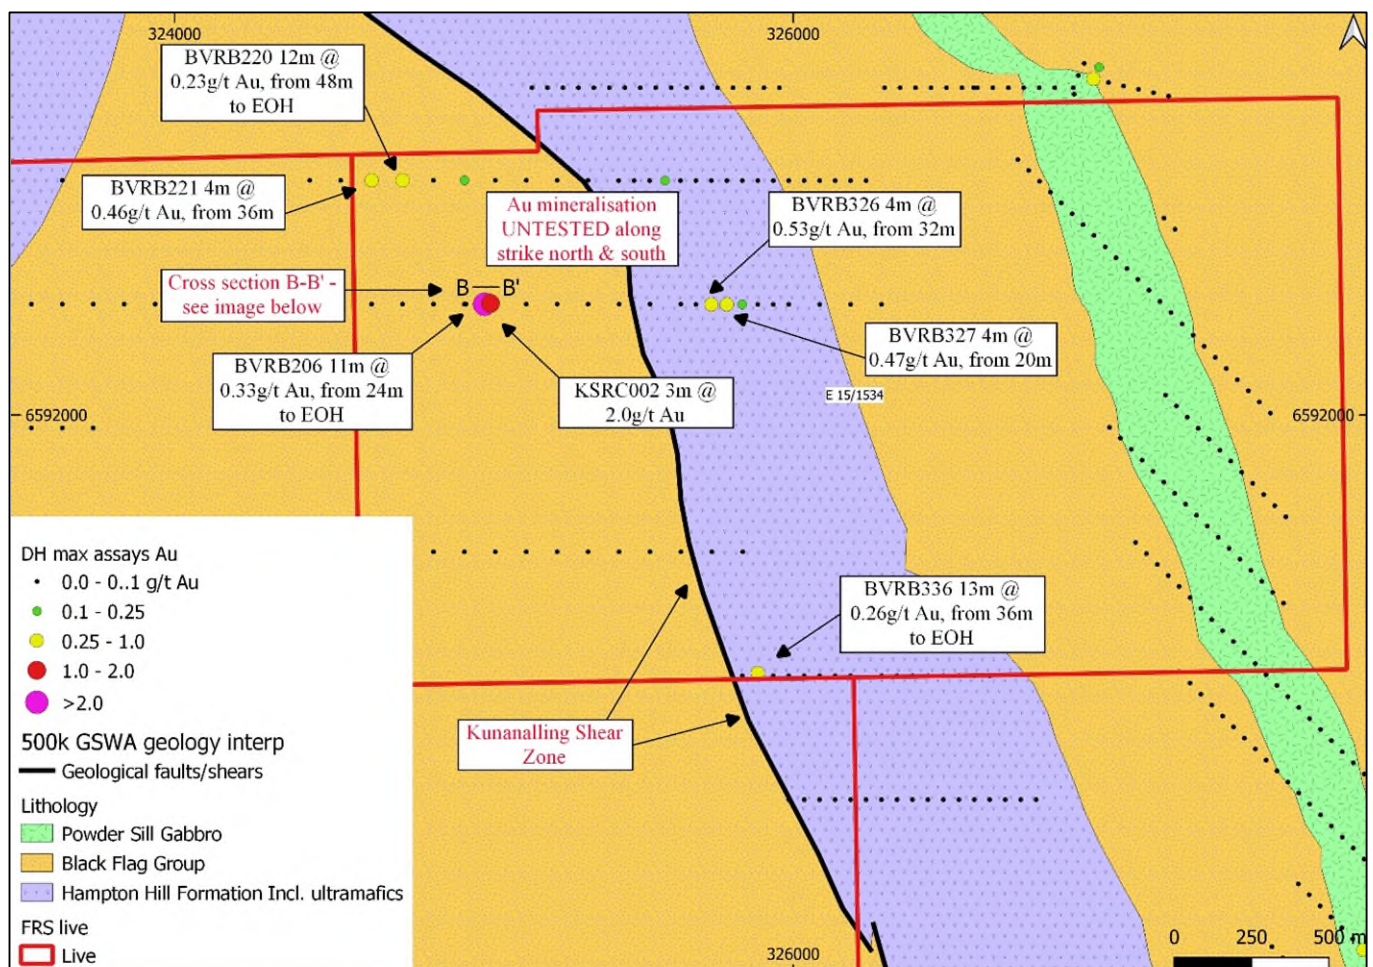 324000
326000
BVRB220 12m @
0.23g/t Au, from 48m
to EOH
BVRB221 4m @
0.46g/t Au, from 36m
Au mineralisation
UNTESTED along
strike north & south
BVRB326 4m @
0.53g/t Au, from 32m
Cross section B-B' -
see image below
B
B'
BVRB327 4m @
0.47g/t Au, from 20m
BVRB206 11m @
0.33g/t Au, from 24m
to EOH
KSRC002 3m @
2.0g/t Au
E 15/1534
6592000
6592000
DH max assays Au
0.0 - 0..1 g/t Au
0.1 - 0.25
0.25 - 1.0
1.0 - 2.0
>2.0
500k GSWA geology interp
Geological faults/shears
Lithology
Powder Sill Gabbro
Black Flag Group
Hampton Hill Formation Incl. ultramafics
FRS live
Live
BVRB336 13m @
0.26g/t Au, from 36m
to EOH
Kunanalling Shear
Zone
326000
0 250 500 m